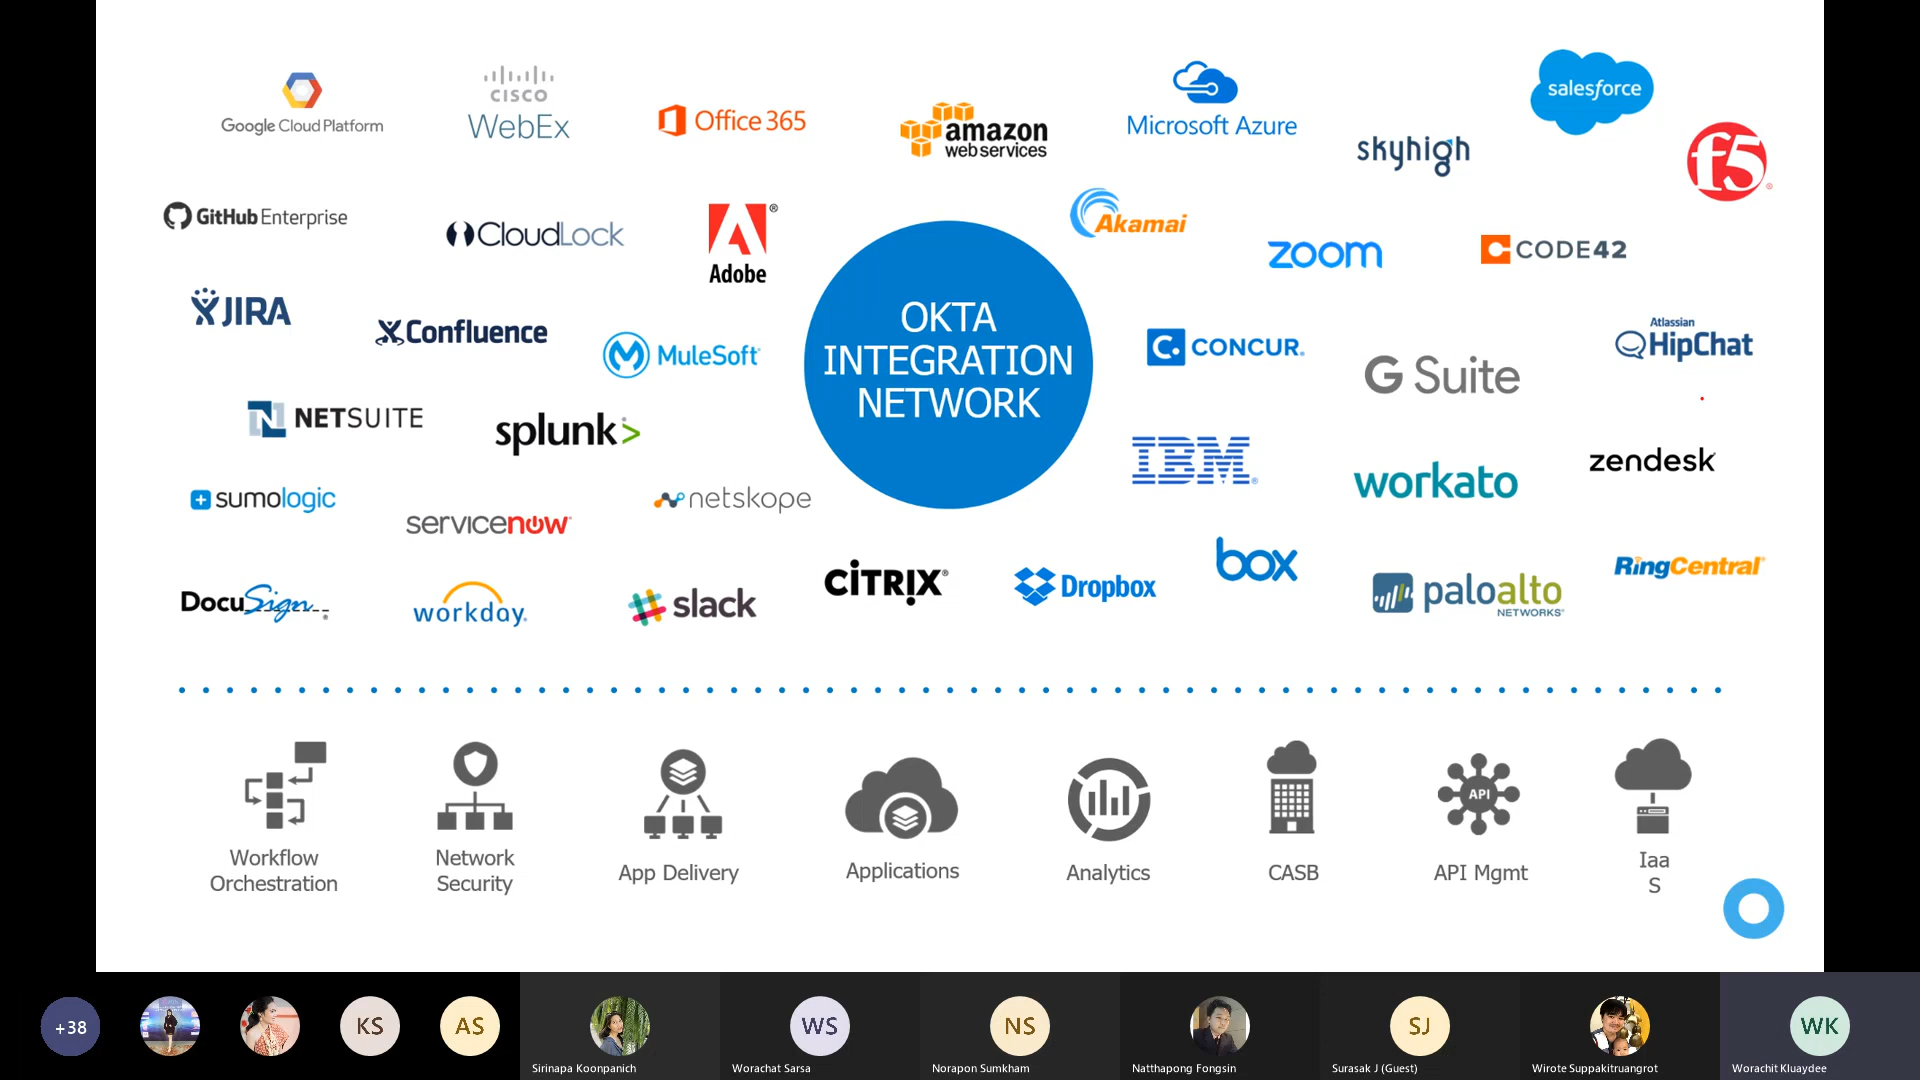 Google Cloud Platform
CISCO
WebEx
Office 365
amazon
web services
Microsoft Azure
skyhigh
salesforce
f5
®
GitHub Enterprise
CloudLock
Adobe
®
Akamai
zoom
CODE42
JIRA
Confluence
MuleSoft
OKTA
INTEGRATION
NETWORK
CONCUR®
G Suite
Atlassian
HipChat
NETSUITE
splunk>
IBM®
workato
zendesk
sumologic
servicenow
netskope
CİTRIX®
Dropbox
box
paloalto
NETWORKS®
RingCentral®
DocuSign®
workday®
slack
Workflow
Orchestration
Network
Security
App Delivery
Applications
Analytics
CASB
API
API Mgmt
Iaa
S
+38
KS
AS
Sirinapa Koonpanich
WS
Worachat Sarsa
NS
Norapon Sumkham
Natthapong Fongsin
SJ
Surasak J (Guest)
Wirote Suppakitruangrot
WK
Worachit Kluaydee